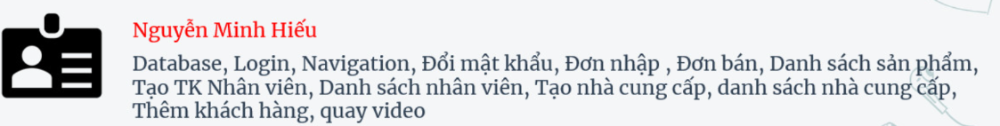 Nguyễn Minh Hiếu
Database, Login, Navigation, Đổi mật khẩu, Đơn nhập , Đơn bán, Danh sách sản phẩm,
Tạo TK Nhân viên, Danh sách nhân viên, Tạo nhà cung cấp, danh sách nhà cung cấp,
Thêm khách hàng, quay video